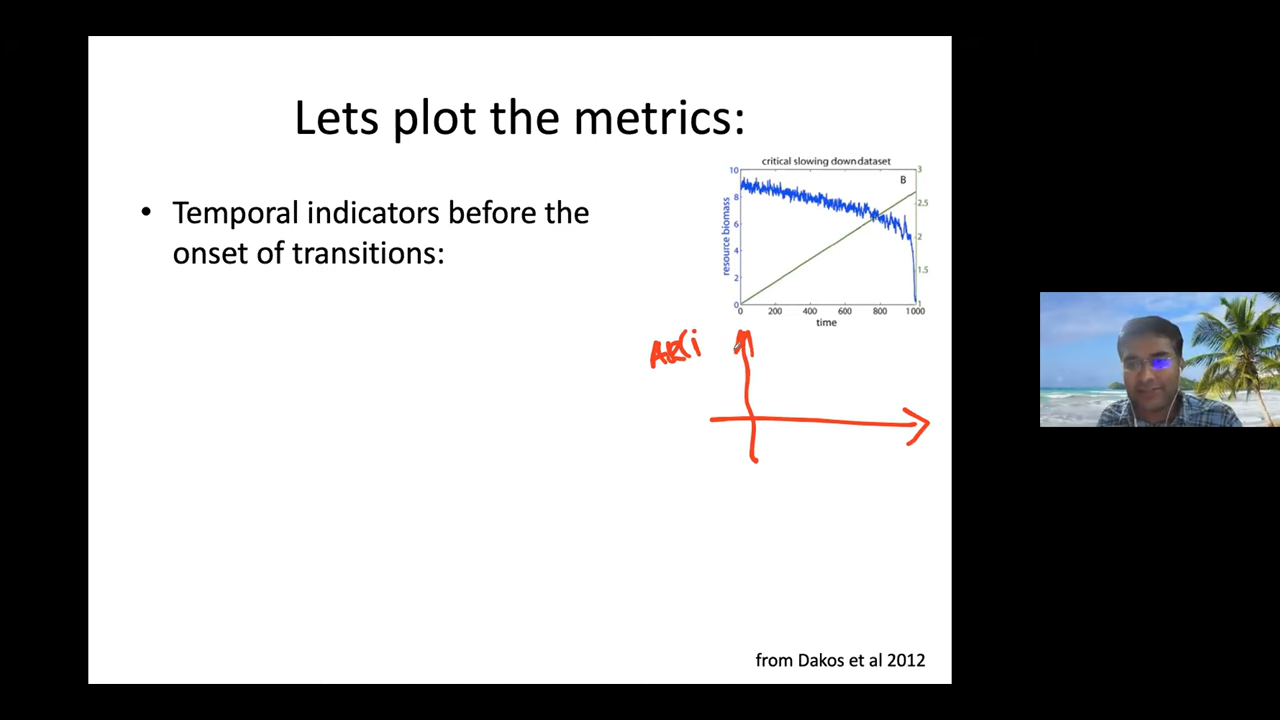 Lets plot the metrics:
• Temporal indicators before the
onset of transitions:
critical slowing down dataset
B
resource biomass
10
8
6
4
2
0
3
2.5
2
1.5
1
0 200 400 600 800 1000
time
AR(1
from Dakos et al 2012